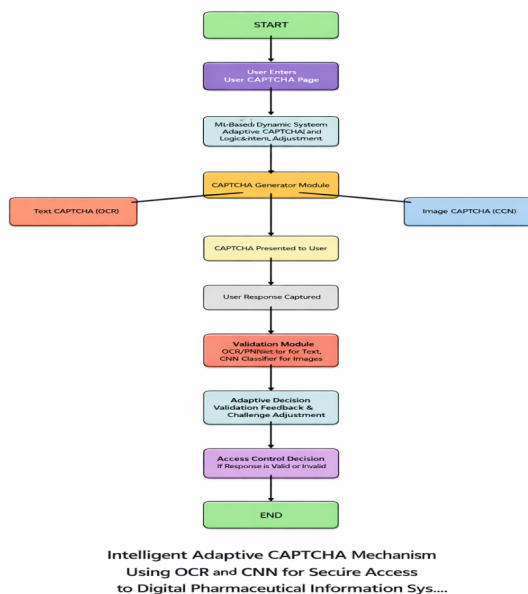 START
User Enters
User CAPTCHA Page
ML-Based Dynamic Systeem
Adaptive CAPTCHA and
Adjustment
CAPTCHA Generator Module
Text CAPTCHA (OCR)
Image CAPTCHA (CCN)
CAPTCHA Presented to User
User Response Captured
Validation Module
for Text,
CNN Classifier for Images
Adaptive Decision
Validation Feedback &
Challenge Adjustment
Access Control Decision
If Response is Valid or Invalid
END
Intelligent Adaptive CAPTCHA Mechanism
Using OCR and CNN for Secure Access
to Digital Pharmaceutical Information Sys....